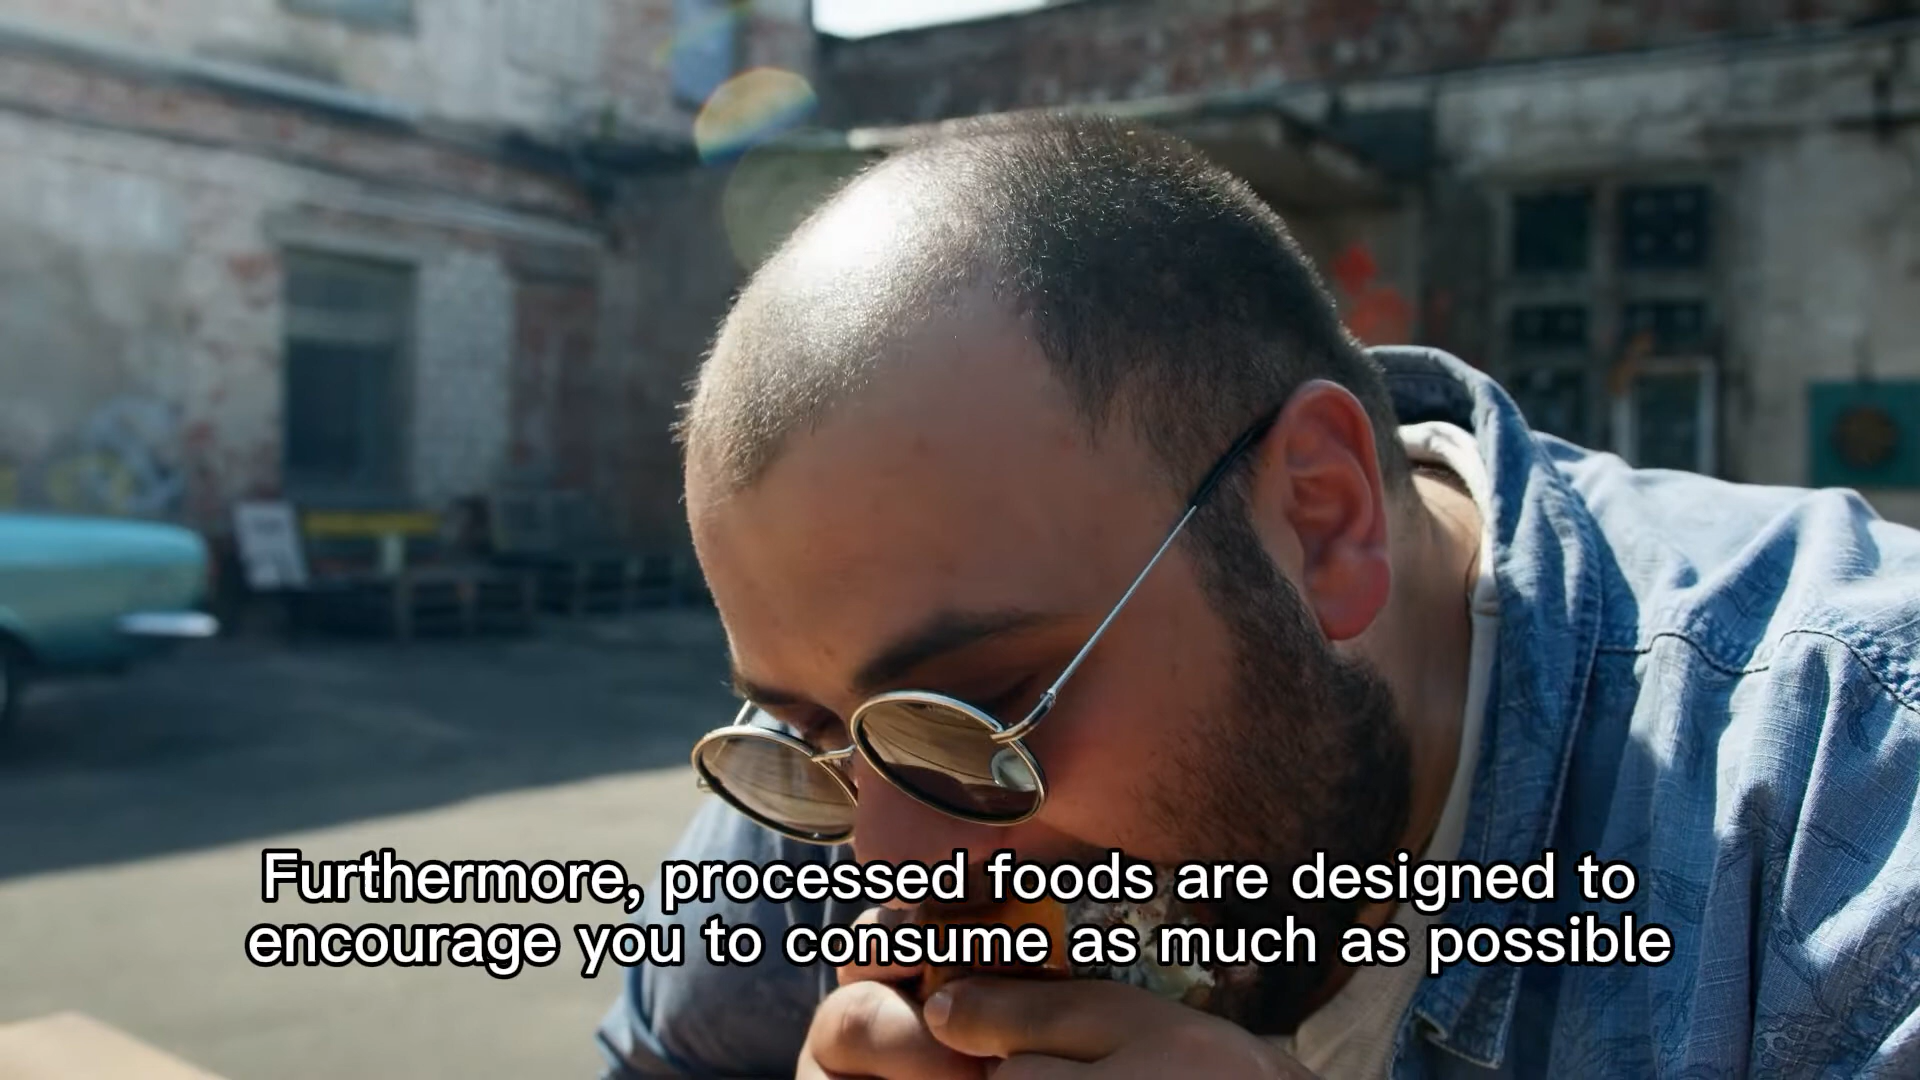 Furthermore, processed foods are designed to
encourage you to consume as much as possible